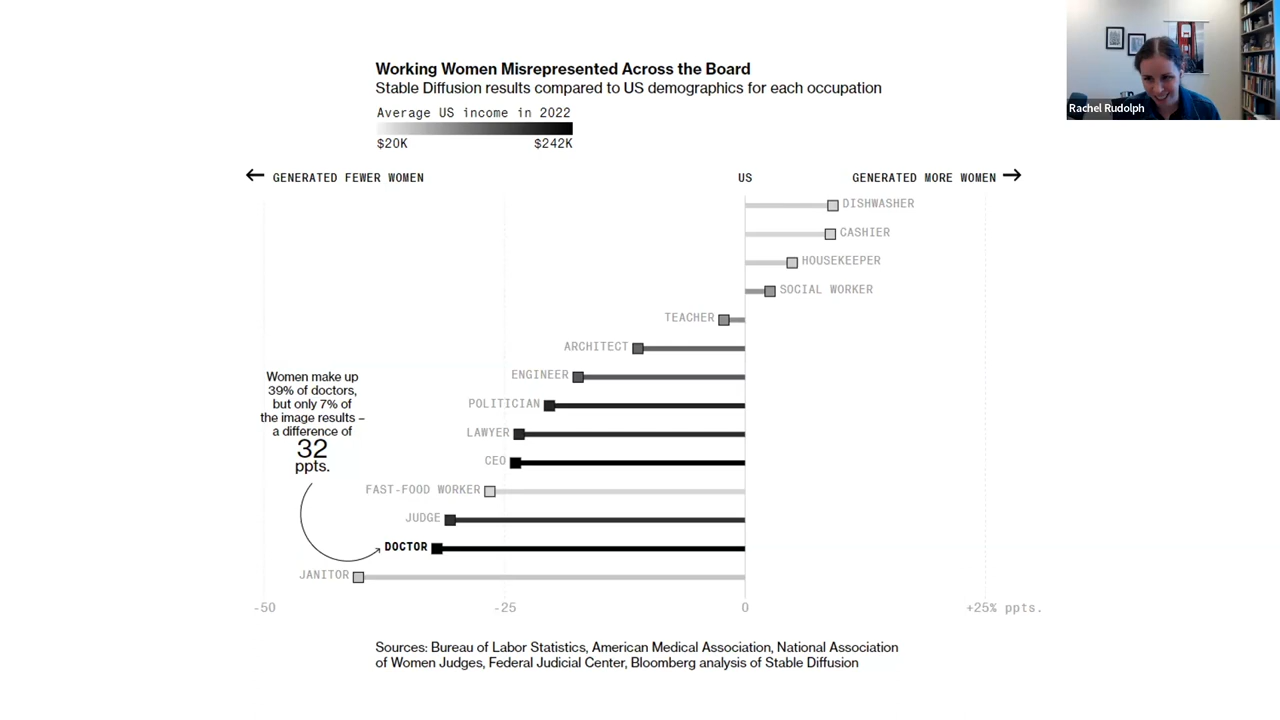 Rachel Rudolph
Working Women Misrepresented Across the Board
Stable Diffusion results compared to US demographics for each occupation
Average US income in 2022
$20K $242K
GENERATED FEWER WOMEN US GENERATED MORE WOMEN
DISHWASHER
CASHIER
HOUSEKEEPER
SOCIAL WORKER
TEACHER
ARCHITECT
ENGINEER
POLITICIAN
LAWYER
CEO
FAST-FOOD WORKER
JUDGE
DOCTOR
JANITOR
Women make up
39% of doctors,
but only 7% of
the image results –
a difference of
32
ppts.
-50 -25 0 +25% ppts.
Sources: Bureau of Labor Statistics, American Medical Association, National Association
of Women Judges, Federal Judicial Center, Bloomberg analysis of Stable Diffusion